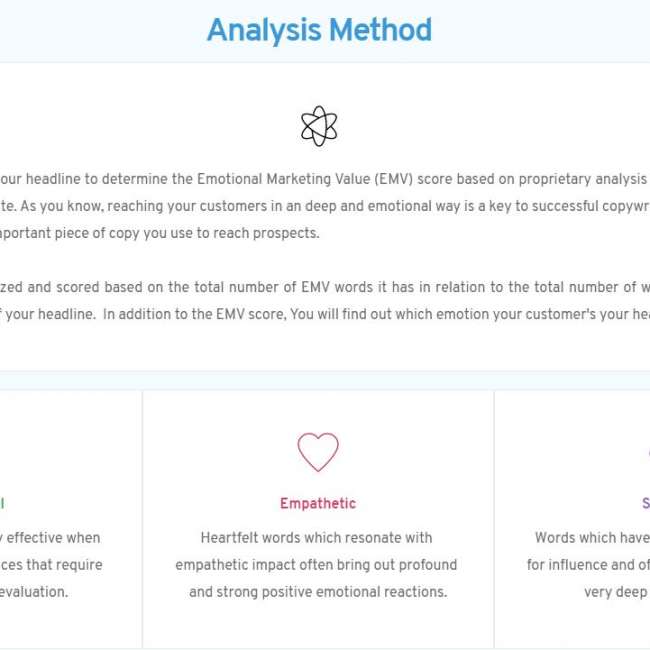 Analysis Method
our headline to determine the Emotional Marketing Value (EMV) score based on proprietary analysis
te. As you know, reaching your customers in an deep and emotional way is a key to successful copywr
mportant piece of copy you use to reach prospects.
zed and scored based on the total number of EMV words it has in relation to the total number of w
f your headline. In addition to the EMV score, You will find out which emotion your customer's your hea
l
y effective when
ces that require
evaluation.
Empathetic
Heartfelt words which resonate with
empathetic impact often bring out profound
and strong positive emotional reactions.
S
Words which have
for influence and of
very deep